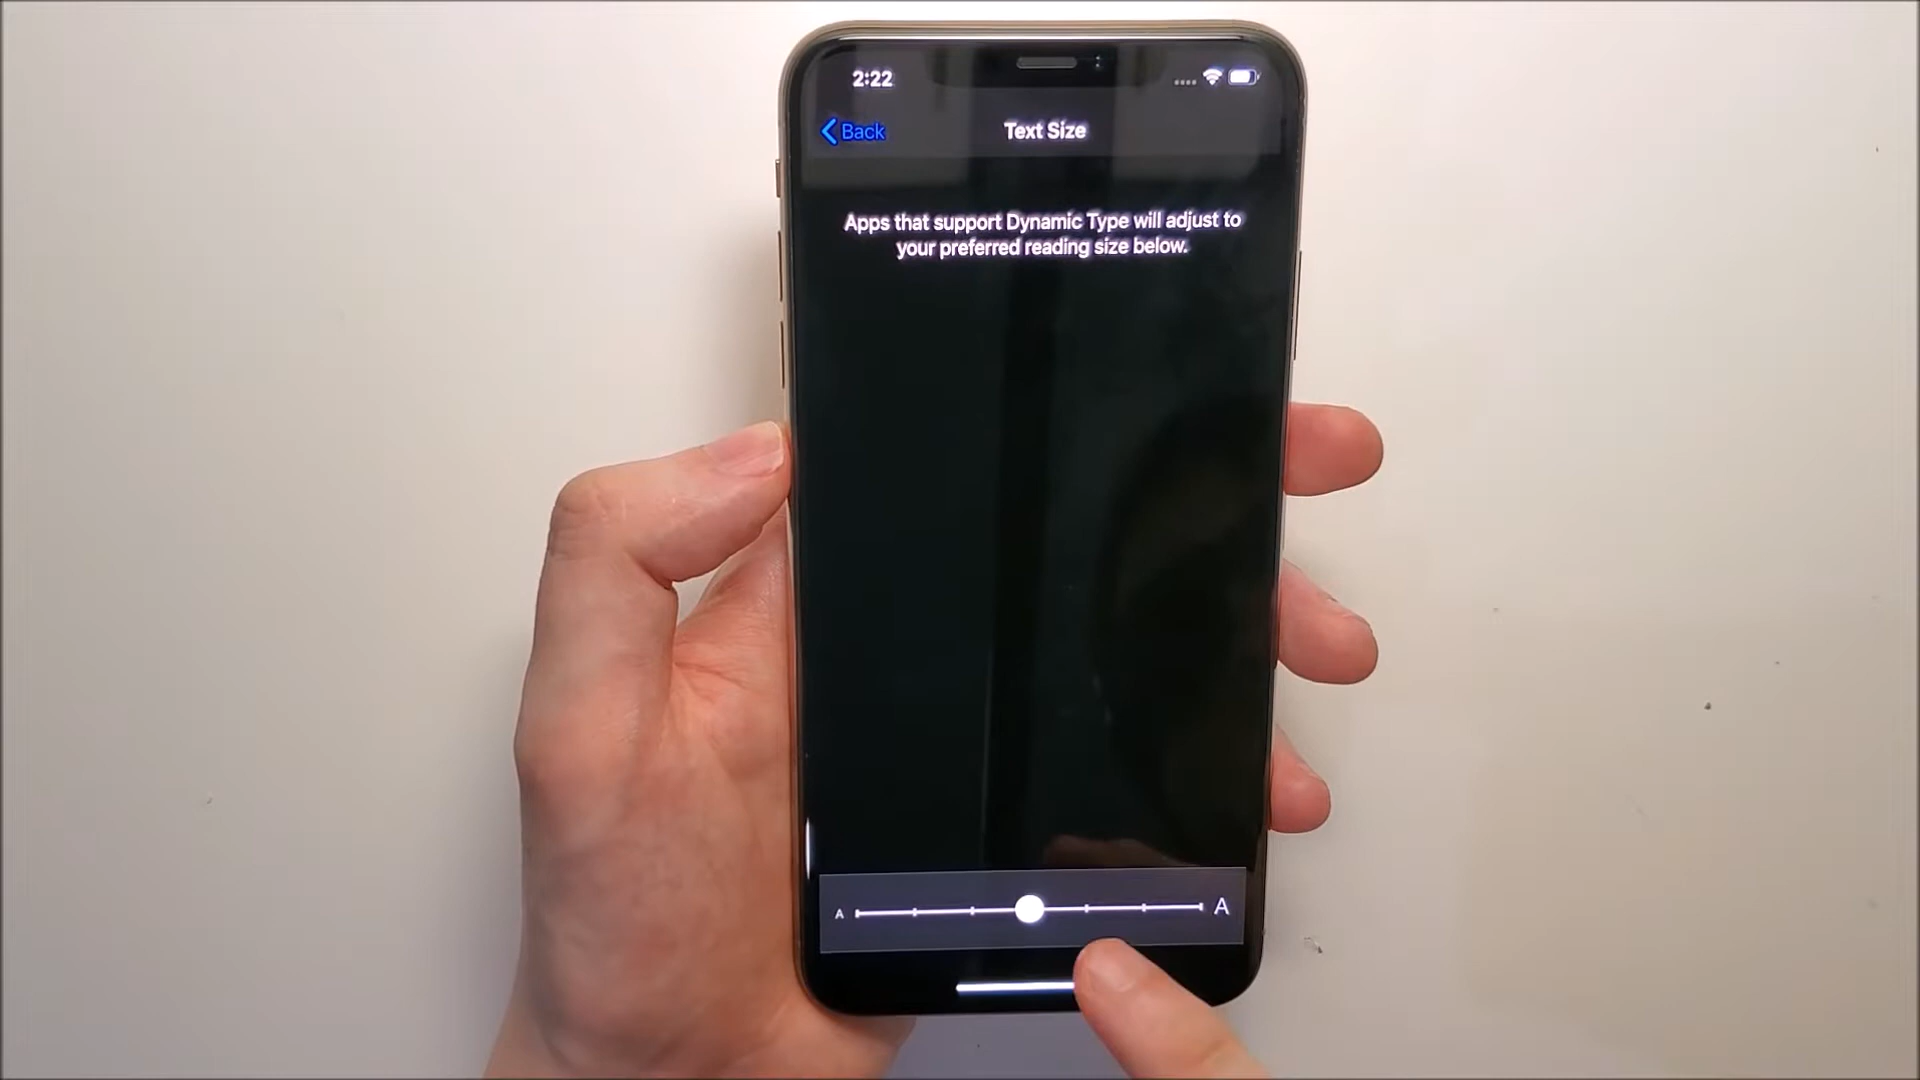 2:22
Back
Text Size
Apps that support Dynamic Type will adjust to
your preferred reading size below.
A A